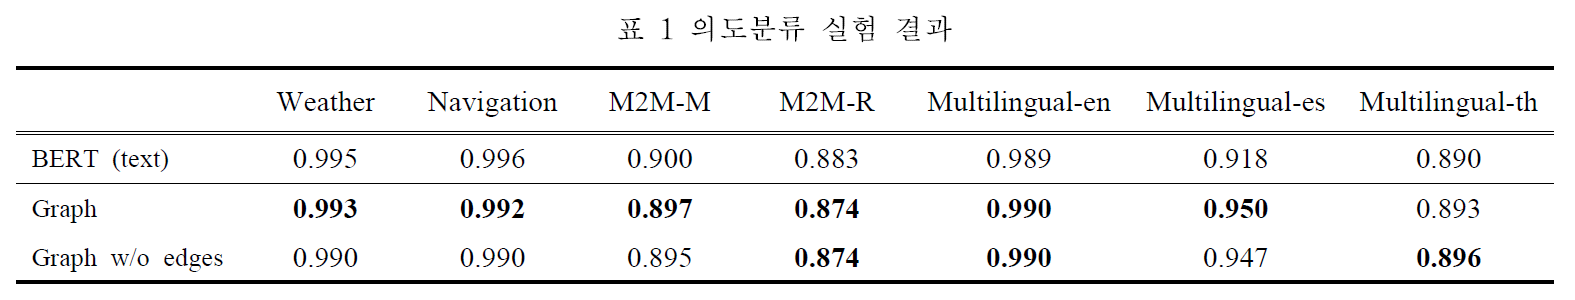 표 1 의도분류 실험 결과
Weather Navigation M2M-M M2M-R Multilingual-en Multilingual-es Multilingual-th
BERT (text) 0.995 0.996 0.900 0.883 0.989 0.918 0.890
Graph 0.993 0.992 0.897 0.874 0.990 0.950 0.893
Graph w/o edges 0.990 0.990 0.895 0.874 0.990 0.947 0.896